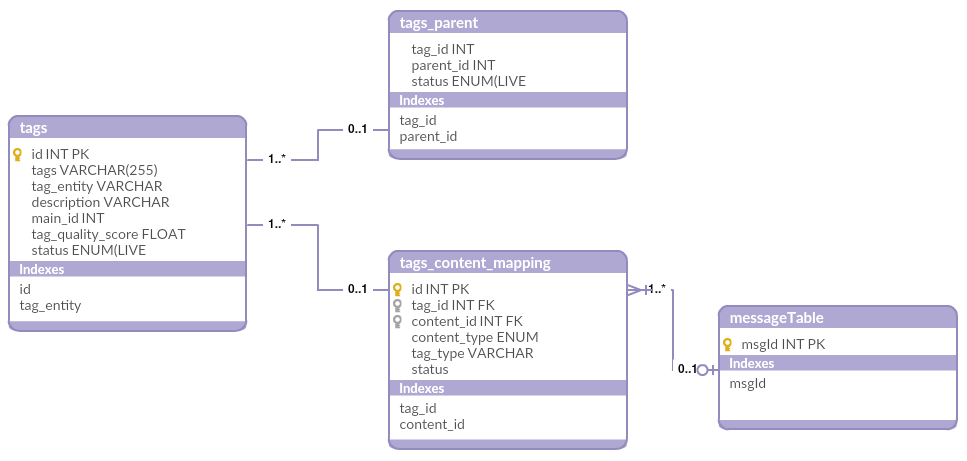 tags_parent
tag_id INT
parent_id INT
status ENUM(LIVE
Indexes
tag_id
parent_id
tags
id INT PK
tags VARCHAR(255)
tag_entity VARCHAR
description VARCHAR
main_id INT
tag_quality_score FLOAT
status ENUM(LIVE
Indexes
id
tag_entity
1..*
0..1
1..*
0..1
tags_content_mapping
id INT PK
tag_id INT FK
content_id INT FK
content_type ENUM
tag_type VARCHAR
status
Indexes
tag_id
content_id
1..*
0..1
messageTable
msgId INT PK
Indexes
msgId